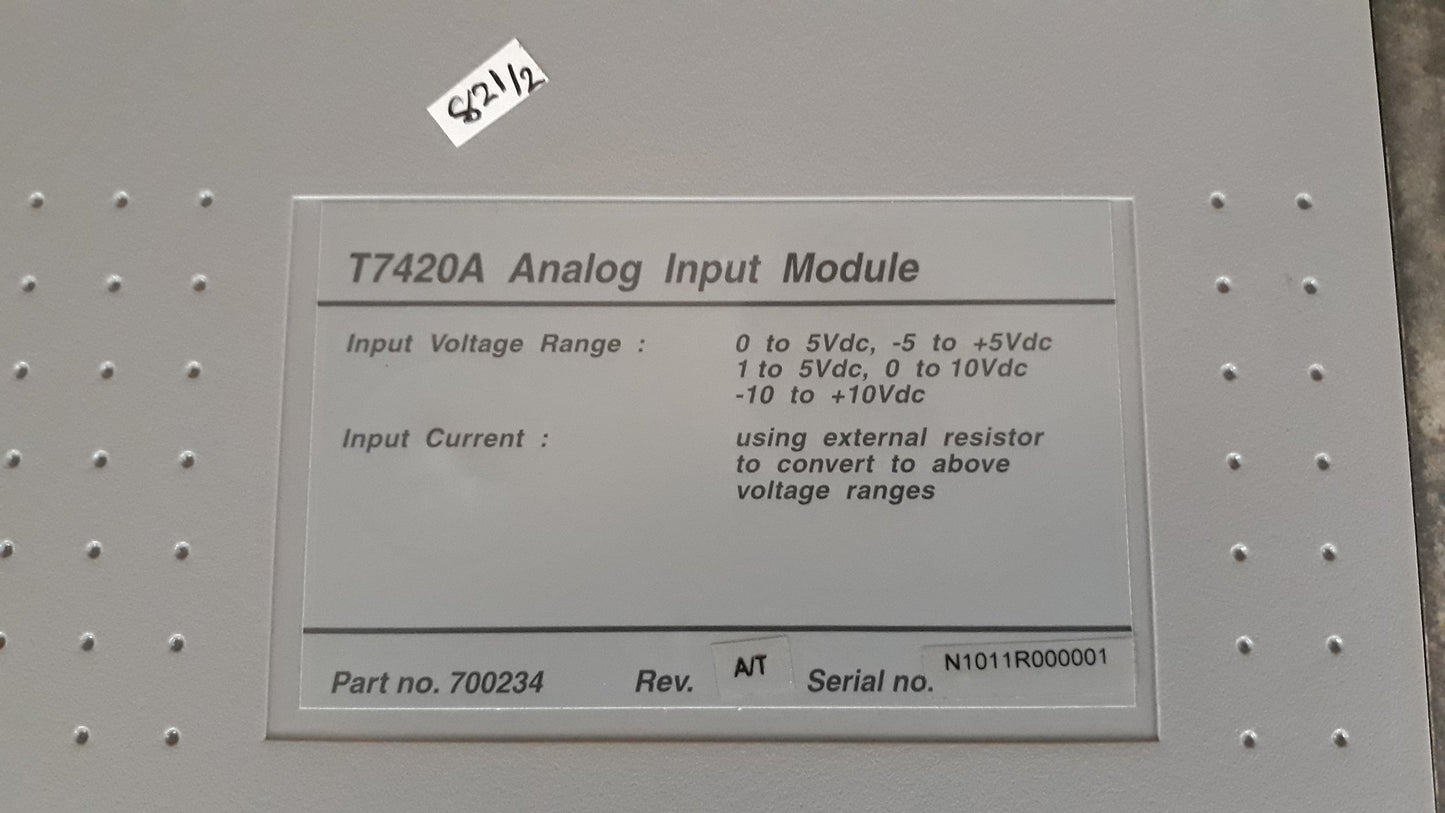 821/2
T7420A Analog Input Module
Input Voltage Range : 0 to 5Vdc, -5 to +5Vdc
1 to 5Vdc, 0 to 10Vdc
-10 to +10Vdc
Input Current : using external resistor
to convert to above
voltage ranges
Part no. 700234 Rev. A/T Serial no. N1011R000001